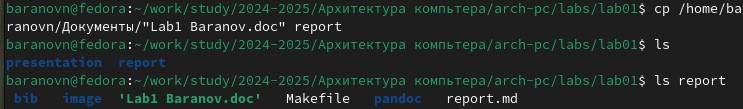 baranovn@fedora:~/work/study/2024-2025/Архитектура компьтера/arch-pc/labs/lab01$ cp /home/ba
ranovn/Документы/"Lab1 Baranov.doc" report
baranovn@fedora:~/work/study/2024-2025/Архитектура компьтера/arch-pc/labs/lab01$ ls
presentation report
baranovn@fedora:~/work/study/2024-2025/Архитектура компьтера/arch-pc/labs/lab01$ ls report
bib image 'Lab1 Baranov.doc' Makefile pandoc report.md